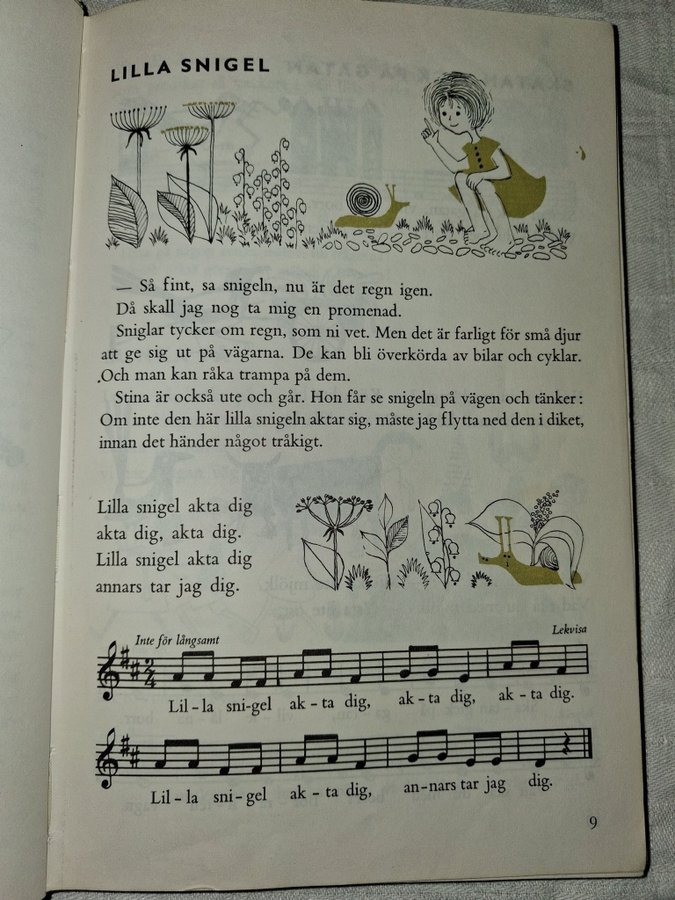 LILLA SNIGEL
— Så fint, sa snigeln, nu är det regn igen.
Då skall jag nog ta mig en promenad.
Sniglar tycker om regn, som ni vet. Men det är farligt för små djur
att ge sig ut på vägarna. De kan bli överkörda av bilar och cyklar.
Och man kan råka trampa på dem.
Stina är också ute och går. Hon får se snigeln på vägen och tänker:
Om inte den här lilla snigeln aktar sig, måste jag flytta ned den i diket,
innan det händer något tråkigt.
Lilla snigel akta dig
akta dig, akta dig.
Lilla snigel akta dig
annars tar jag dig.
Inte för långsamt
Lekvisa
2
4
Lil – la sni-gel ak – ta dig, ak – ta dig, ak – ta dig.
Lil – la sni – gel ak – ta dig, an–nars tar jag dig.
9